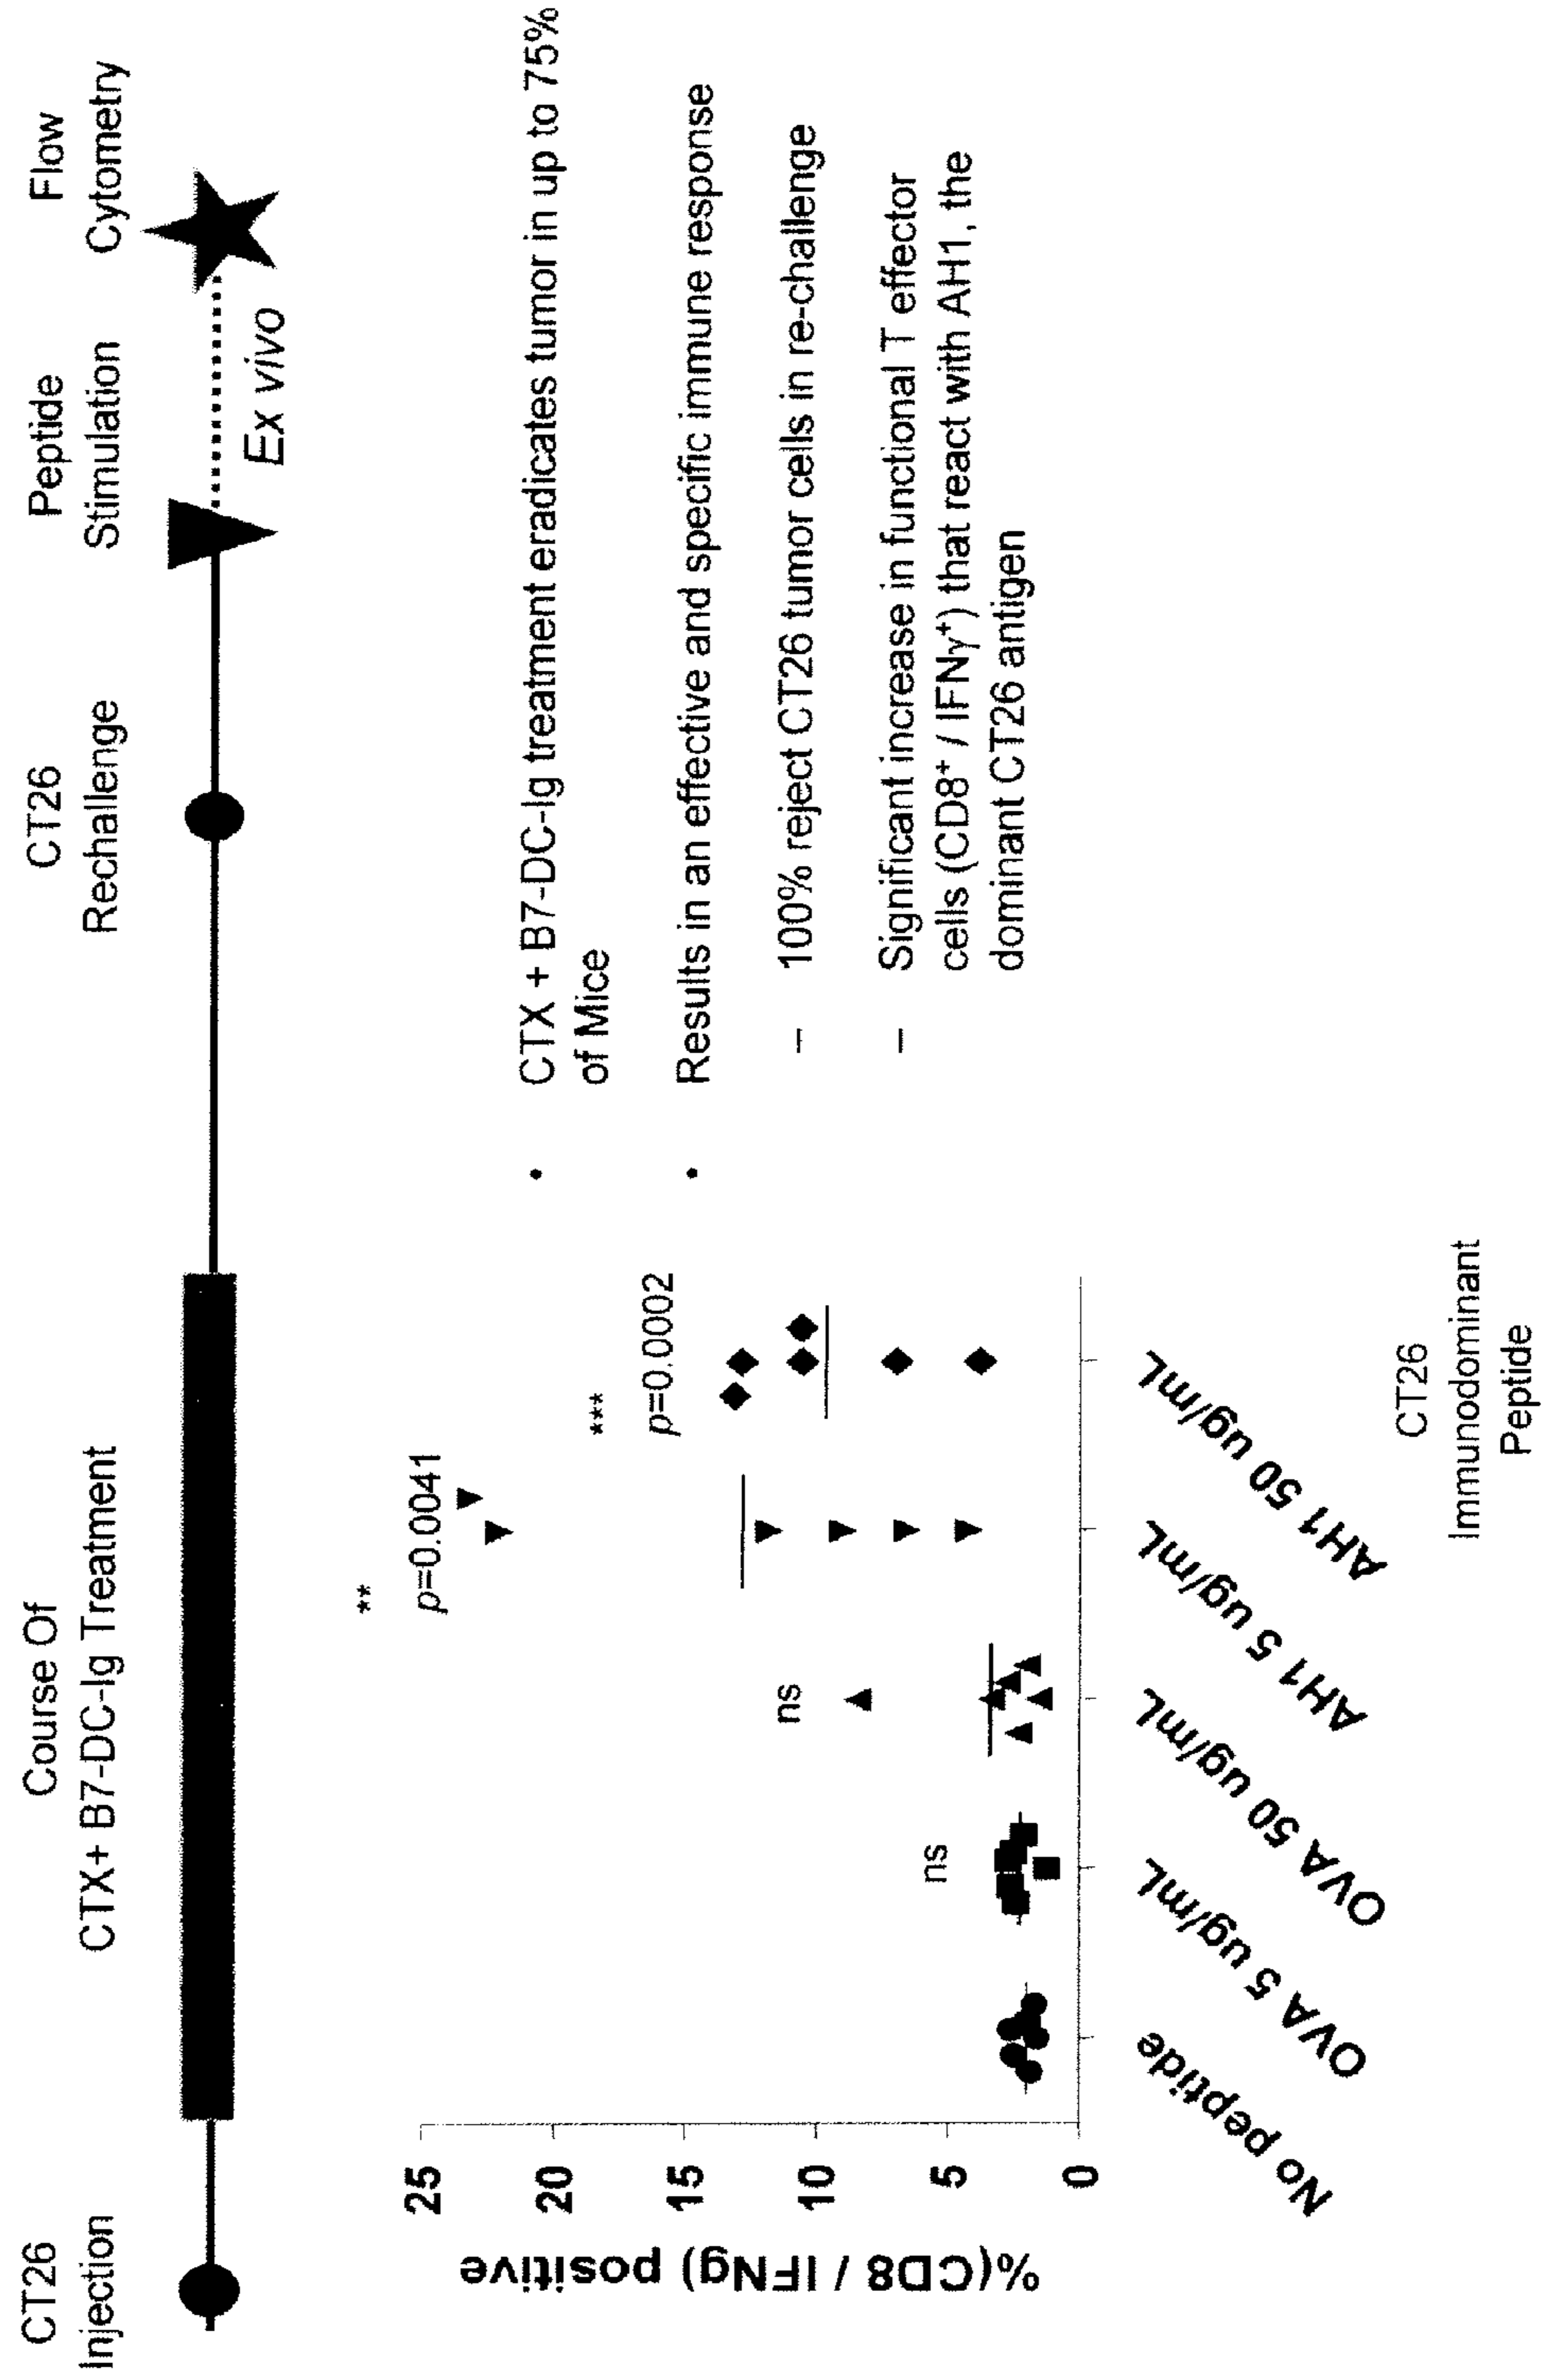 CT26
Injection
Course Of
CTX+ B7-DC-Ig Treatment
CT26
Rechallenge
Peptide
Stimulation
Flow
Cytometry
Ex vivo
%(CD8 / IFNg) positive
25
20
15
10
5
0
ns
ns
**
p=0.0041
***
p=0.0002
No peptide
OVA 5 ug/mL
OVA 50 ug/mL
AH1 5 ug/mL
AH1 50 ug/mL
CT26
Immunodominant
Peptide
• CTX + B7-DC-Ig treatment eradicates tumor in up to 75%
of Mice
• Results in an effective and specific immune response
– 100% reject CT26 tumor cells in re-challenge
– Significant increase in functional T effector
cells (CD8⁺ / IFNγ⁺) that react with AH1, the
dominant CT26 antigen